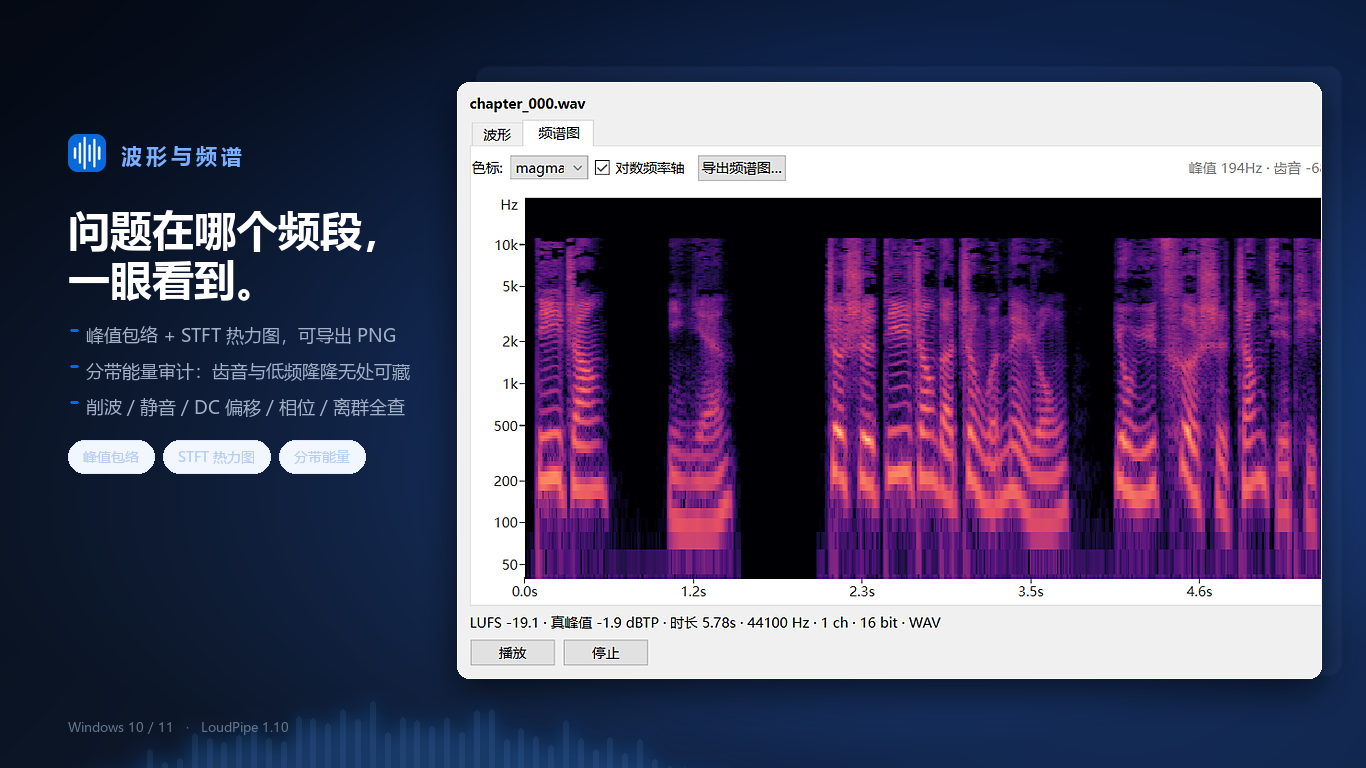 波形与频谱
问题在哪个频段，
一眼看到。
峰值包络 + STFT 热力图，可导出 PNG
分带能量审计：齿音与低频隆隆无处可藏
削波 / 静音 / DC 偏移 / 相位 / 离群全查
峰值包络 STFT 热力图 分带能量
Windows 10 / 11 · LoudPipe 1.10
chapter_000.wav
波形 频谱图
色标: magma 对数频率轴 导出频谱图... 峰值 194Hz · 齿音 -6
Hz
10k
5k
2k
1k
500
200
100
50
0.0s 1.2s 2.3s 3.5s 4.6s
LUFS -19.1 · 真峰值 -1.9 dBTP · 时长 5.78s · 44100 Hz · 1 ch · 16 bit · WAV
播放 停止